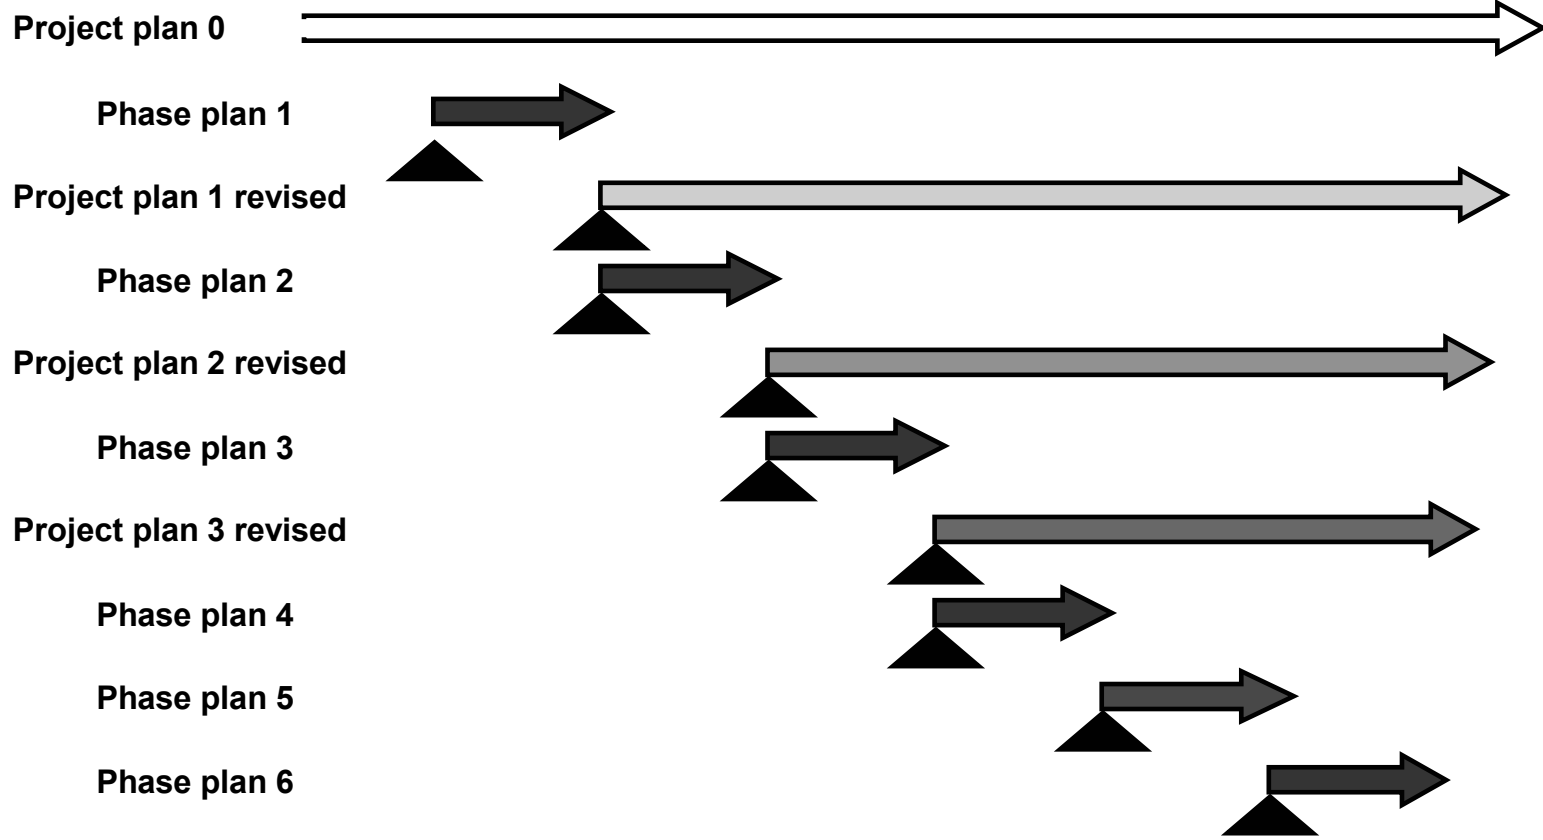 Project plan 0
Phase plan 1
Project plan 1 revised
Phase plan 2
Project plan 2 revised
Phase plan 3
Project plan 3 revised
Phase plan 4
Phase plan 5
Phase plan 6